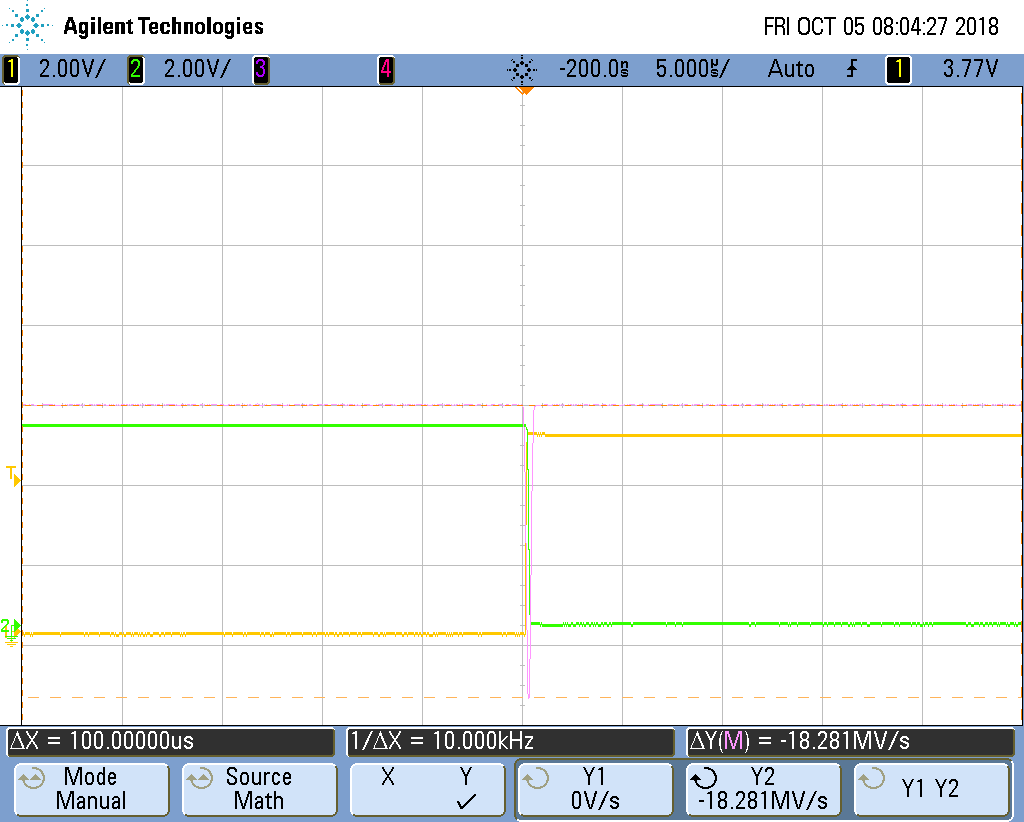 Agilent Technologies
FRI OCT 05 08:04:27 2018
1 2.00V/ 2 2.00V/ 3 4 -200.0ns 5.000us/ Auto 1 3.77V
T
2
ΔX = 100.00000us 1/ΔX = 10.000kHz ΔY(M) = -18.281MV/s
Mode
Manual
Source
Math
X Y
✓
Y1
0V/s
Y2
-18.281MV/s
Y1 Y2